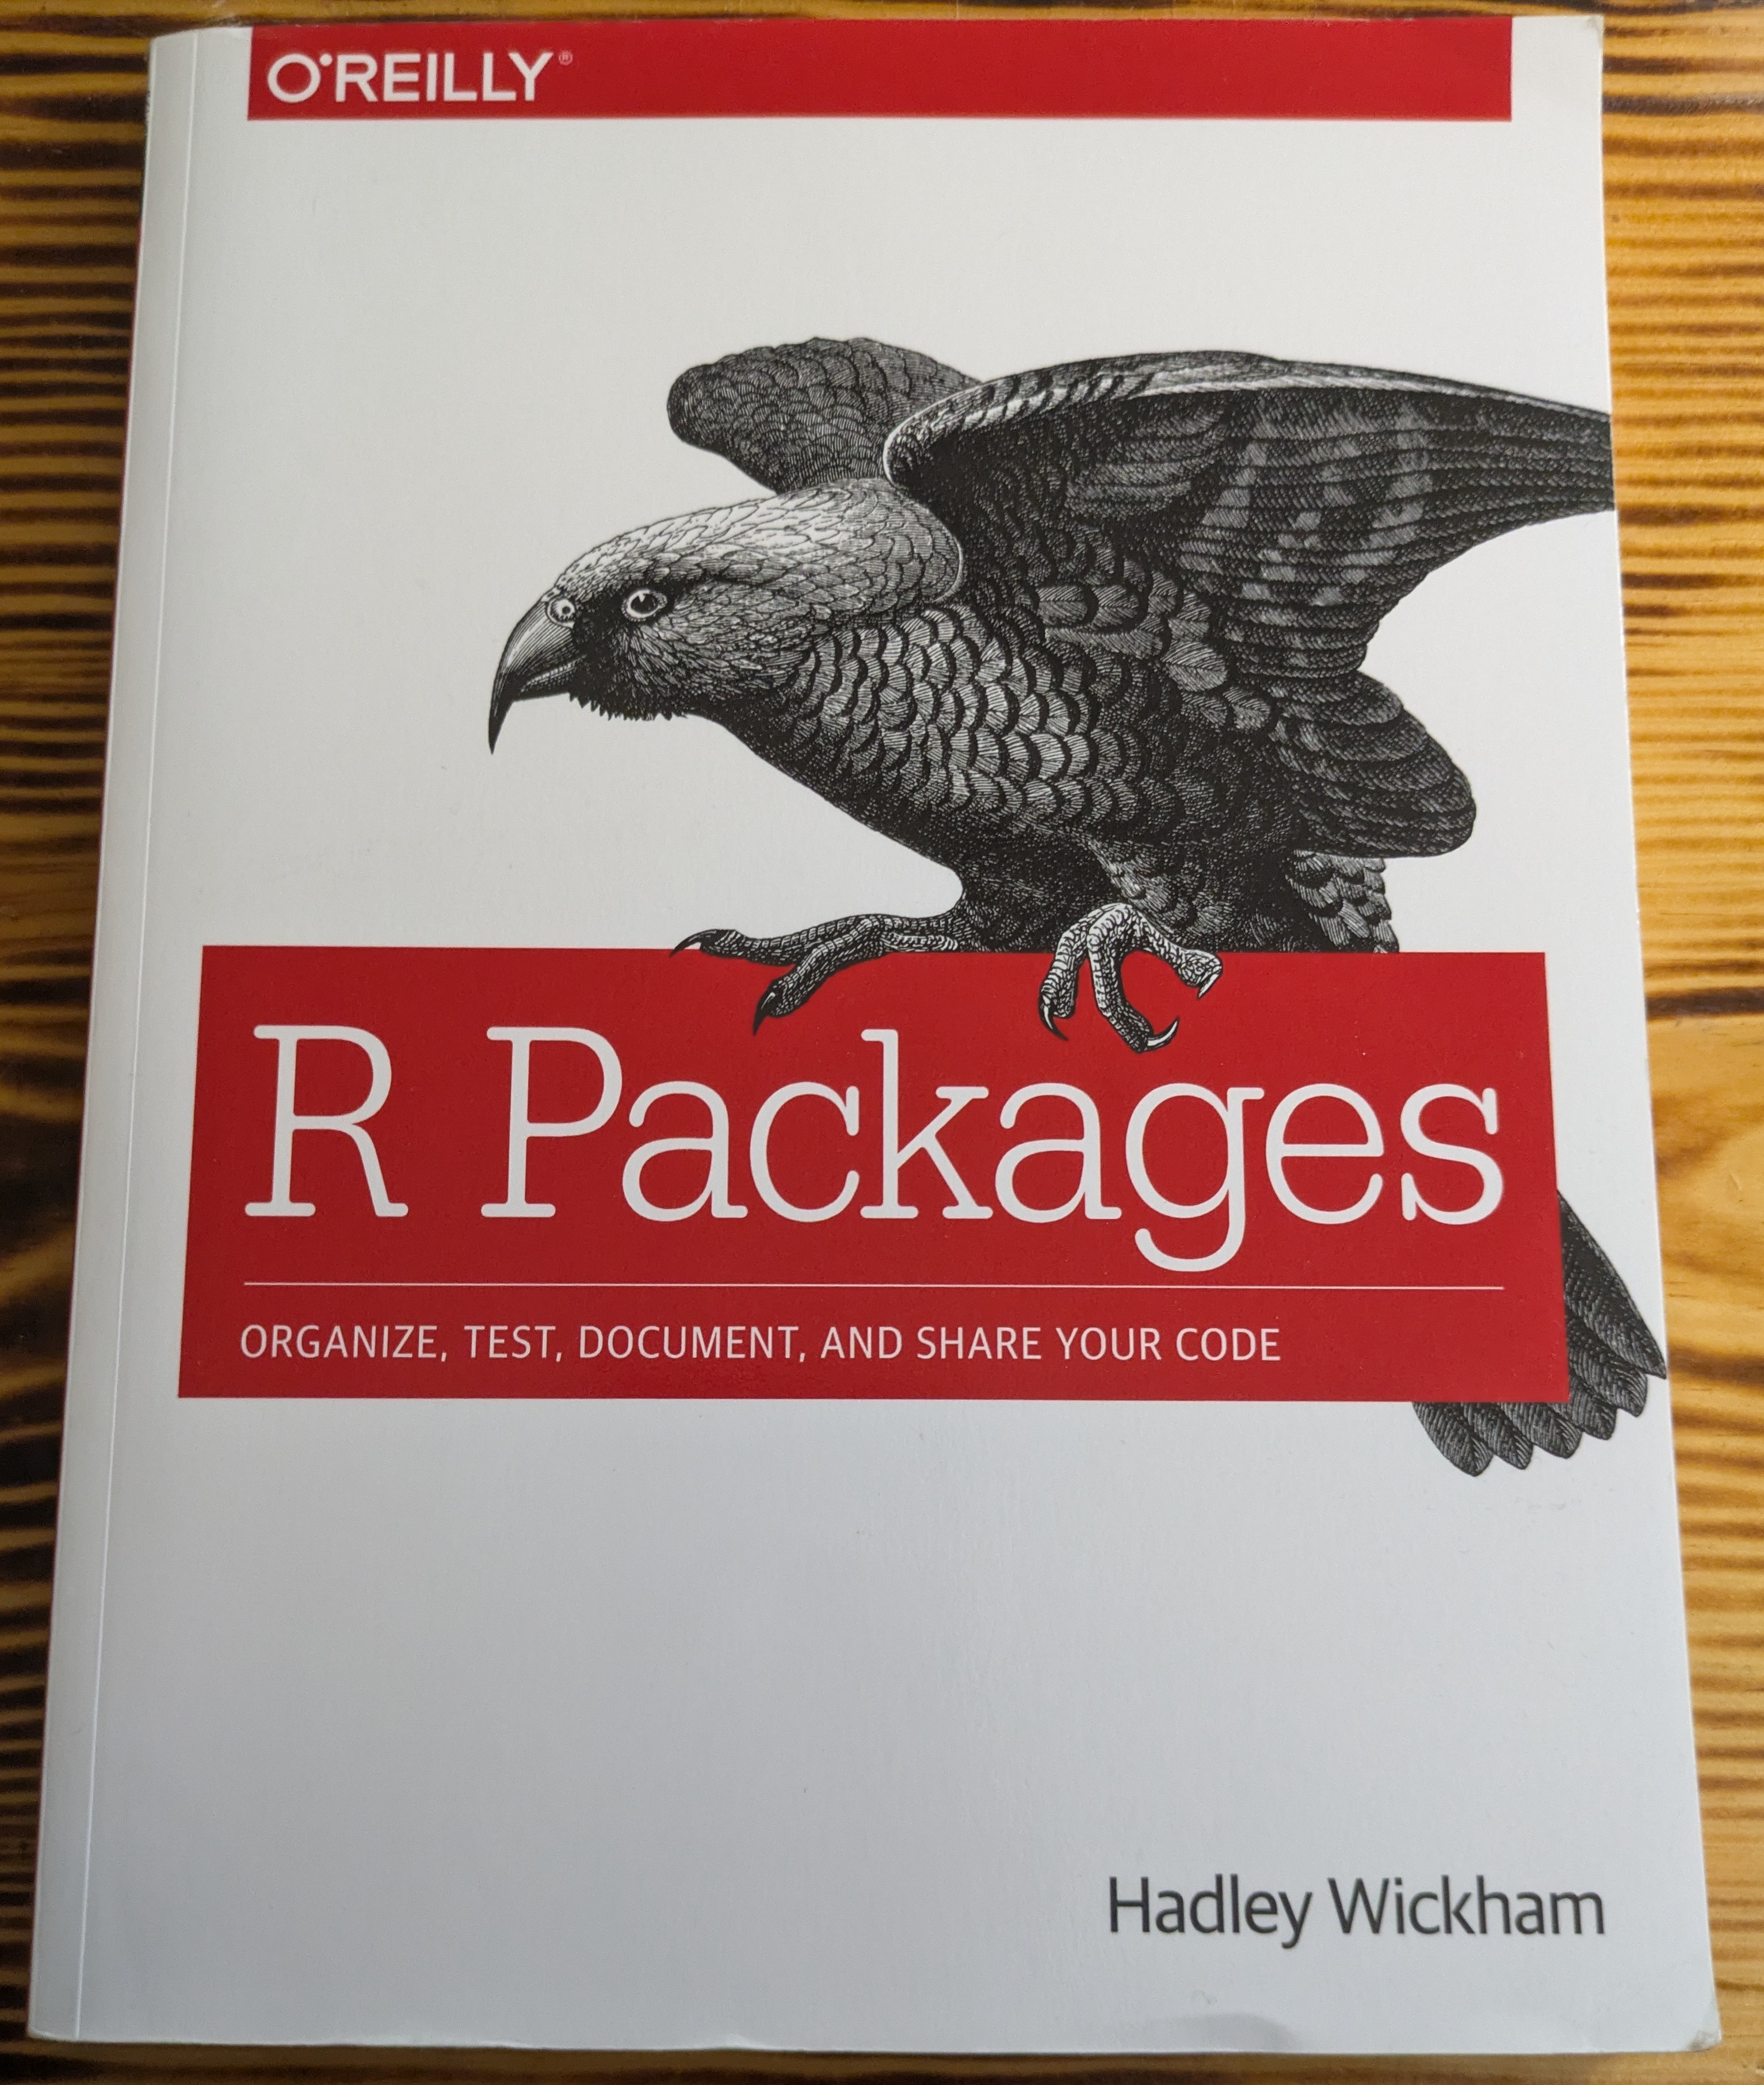 O'REILLY®
R Packages
ORGANIZE, TEST, DOCUMENT, AND SHARE YOUR CODE
Hadley Wickham